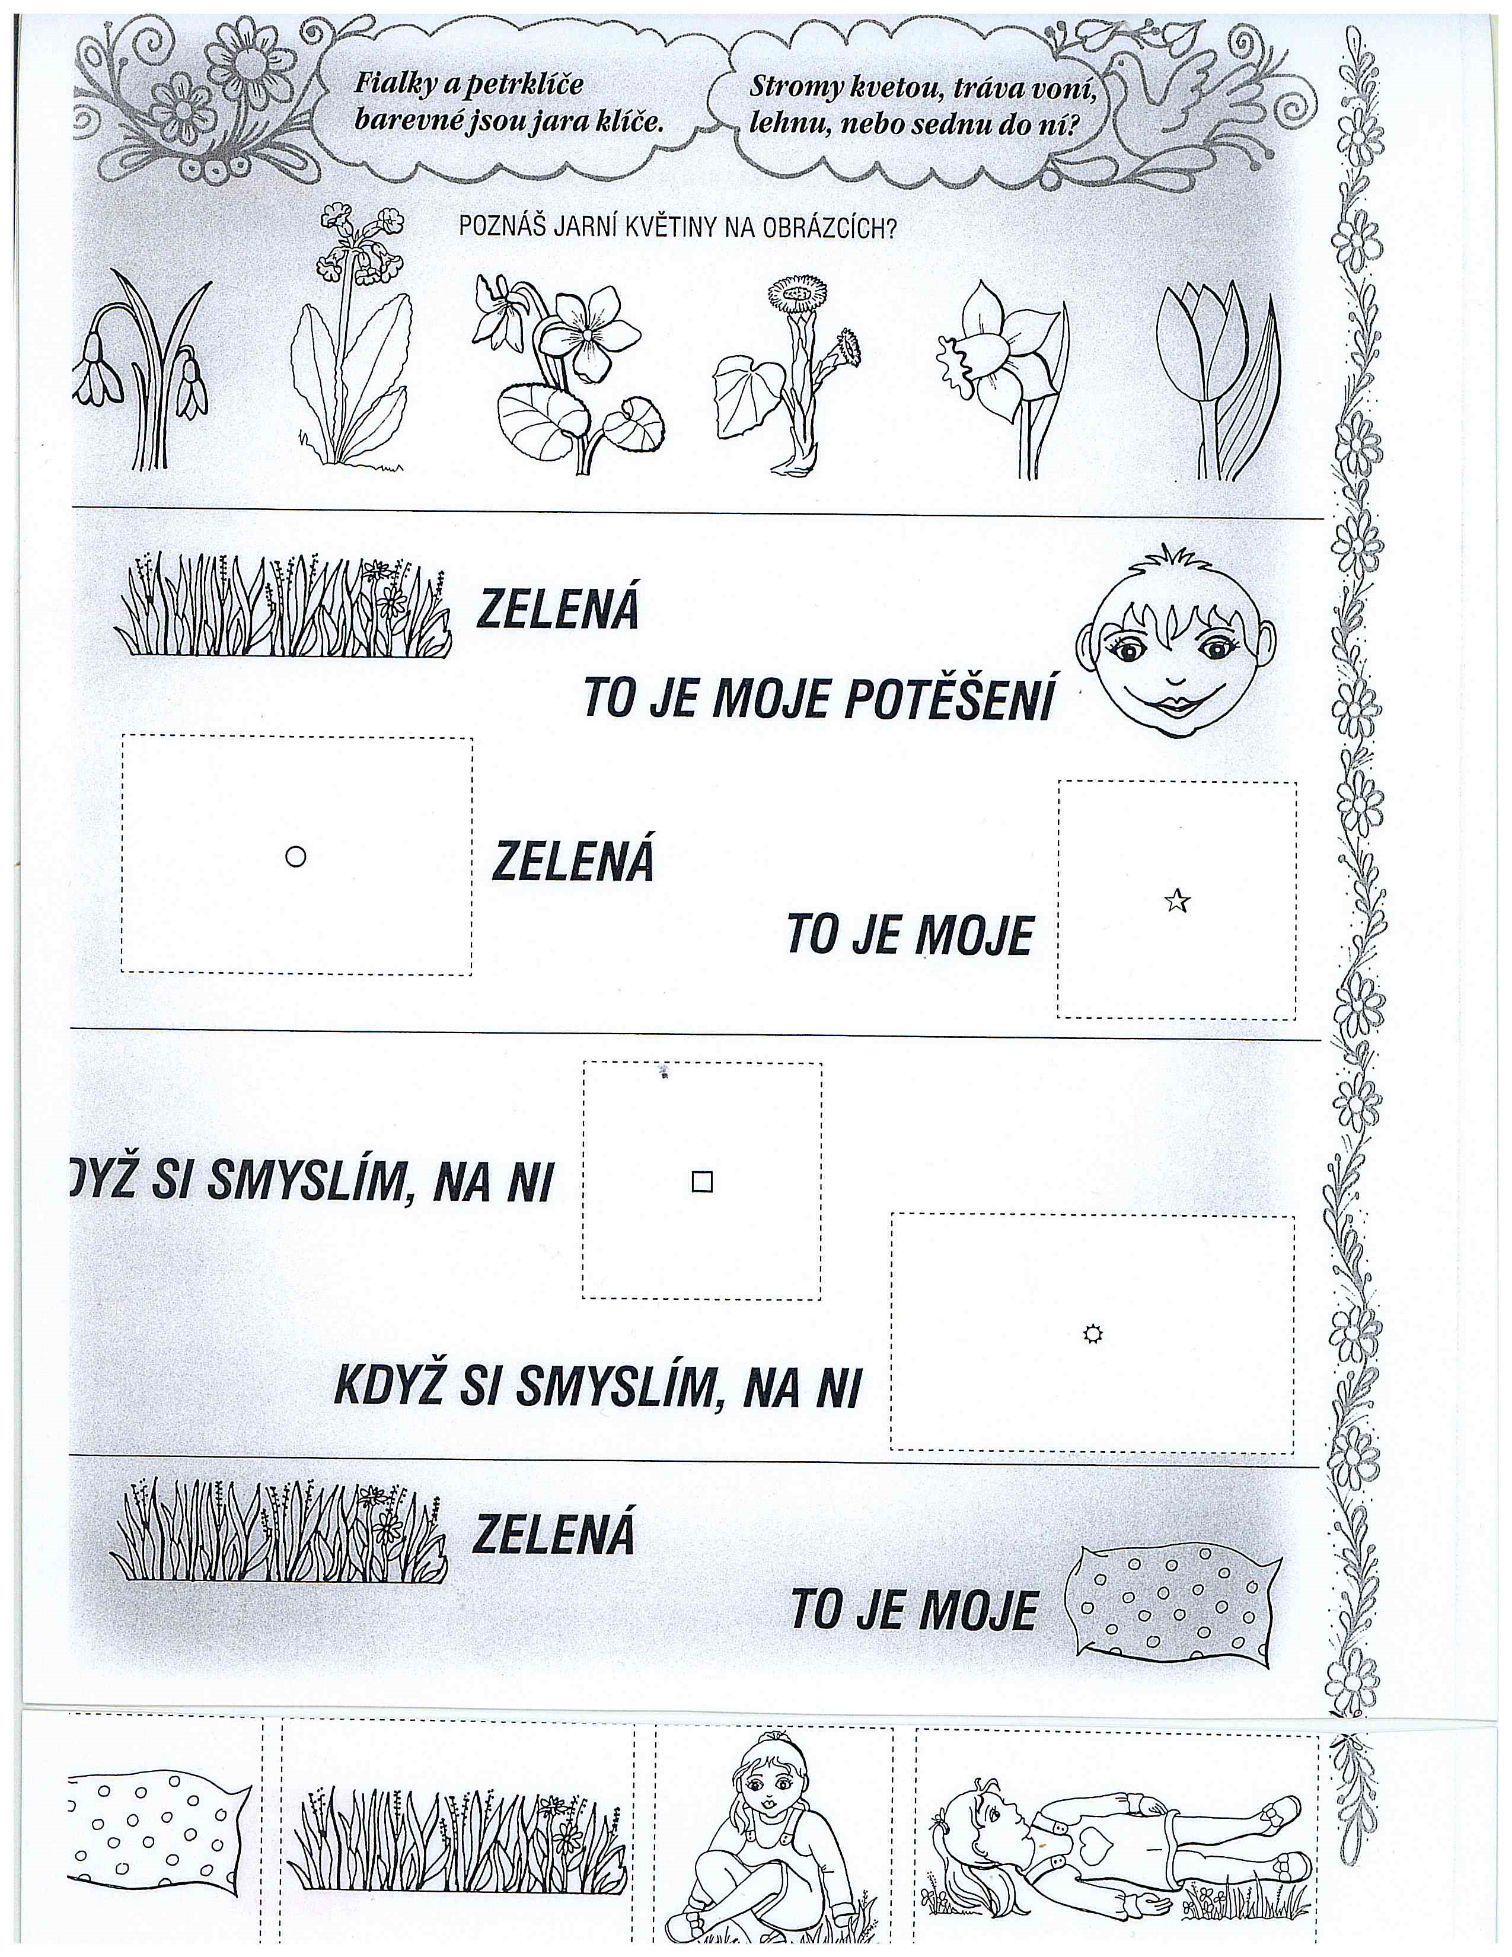 Fialky a petrklíče
barevné jsou jara klíče.
Stromy kvetou, tráva voní,
lehnu, nebo sednu do ní?
POZNÁŠ JARNÍ KVĚTINY NA OBRÁZCÍCH?
ZELENÁ
TO JE MOJE POTĚŠENÍ
ZELENÁ
TO JE MOJE
DYŽ SI SMYSLÍM, NA NI
KDYŽ SI SMYSLÍM, NA NI
ZELENÁ
TO JE MOJE